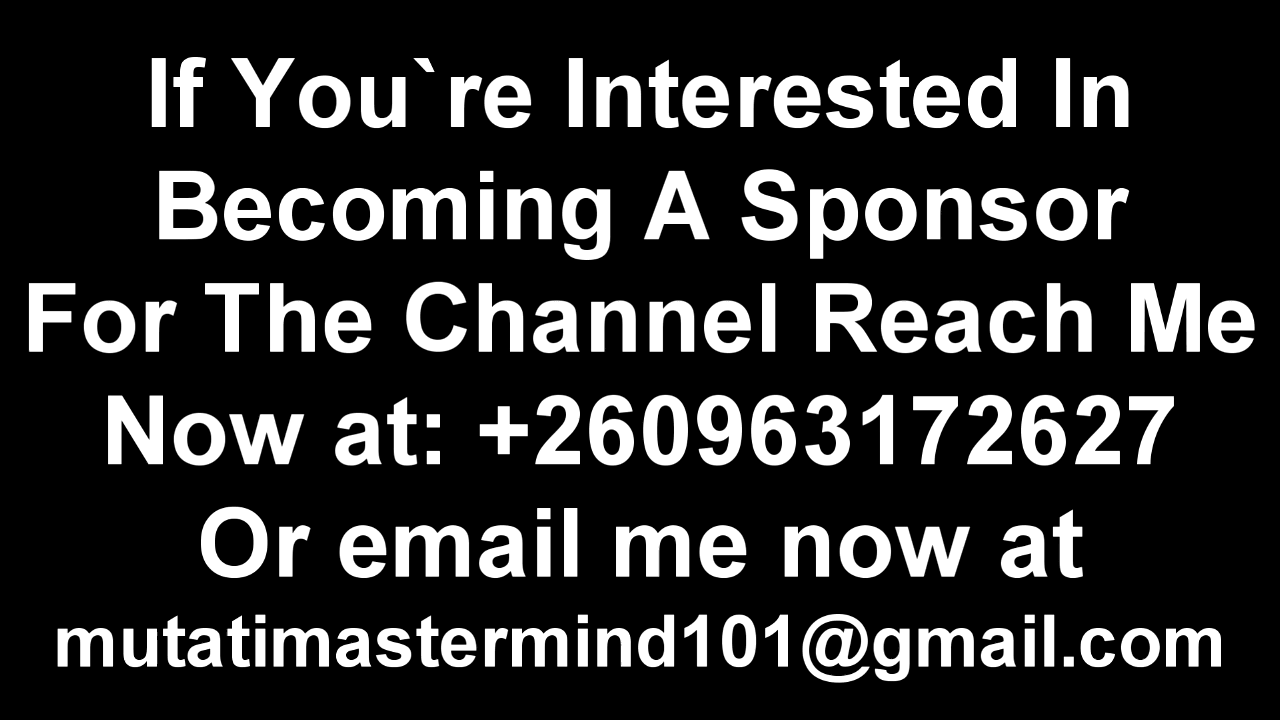 If You`re Interested In
Becoming A Sponsor
For The Channel Reach Me
Now at: +260963172627
Or email me now at
mutatimastermind101@gmail.com